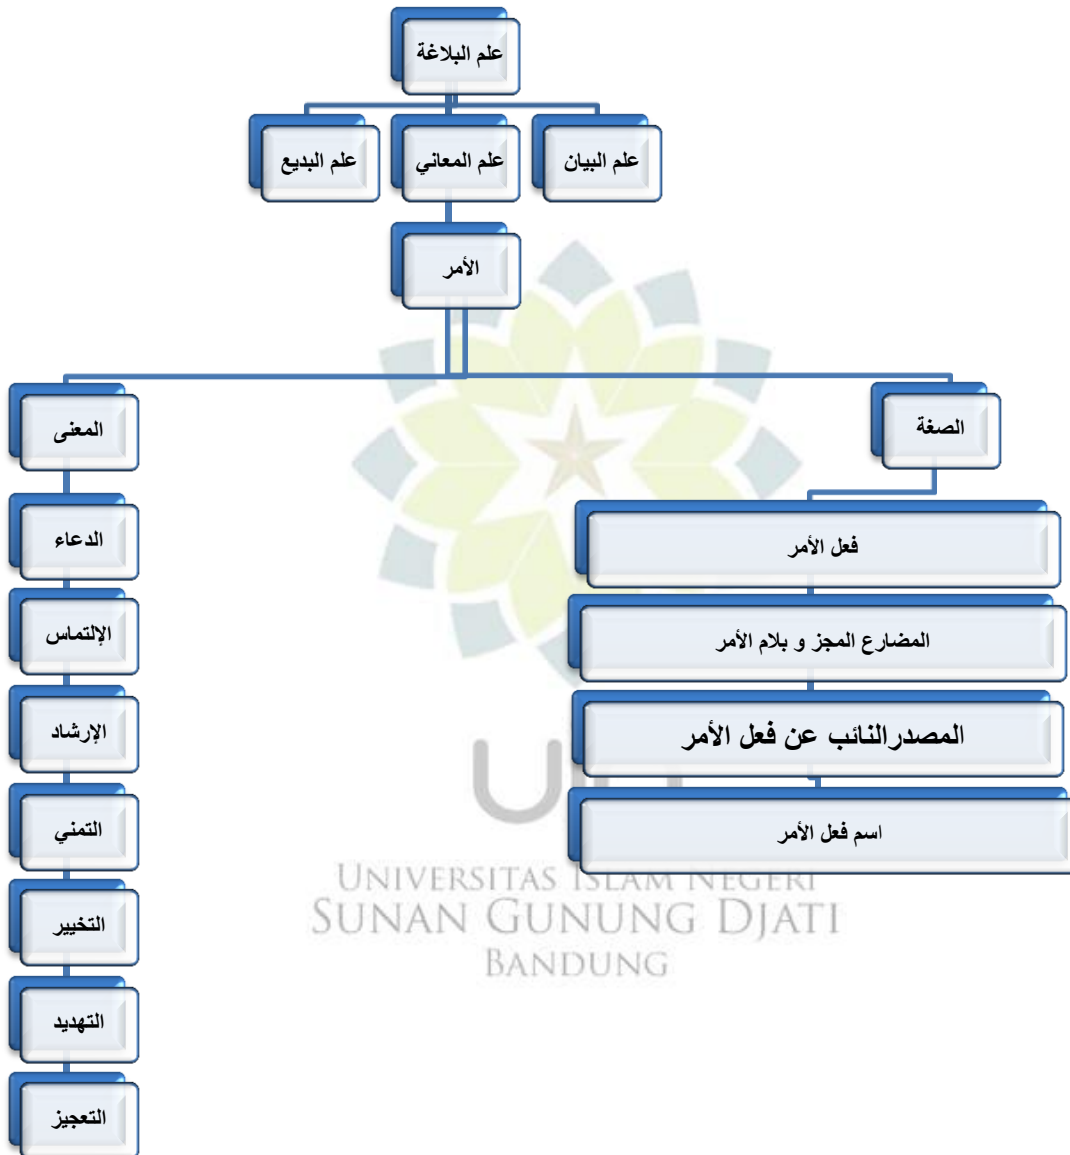 علم البلاغة
علم البيان
علم المعاني
علم البديع
الأمر
الصغة
فعل الأمر
المضارع المجز و بلام الأمر
المصدرالنائب عن فعل الأمر
اسم فعل الأمر
المعنى
الدعاء
الإلتماس
الإرشاد
التمني
التخيير
التهديد
التعجيز
UNIVERSITAS ISLAM NEGERI
SUNAN GUNUNG DJATI
BANDUNG